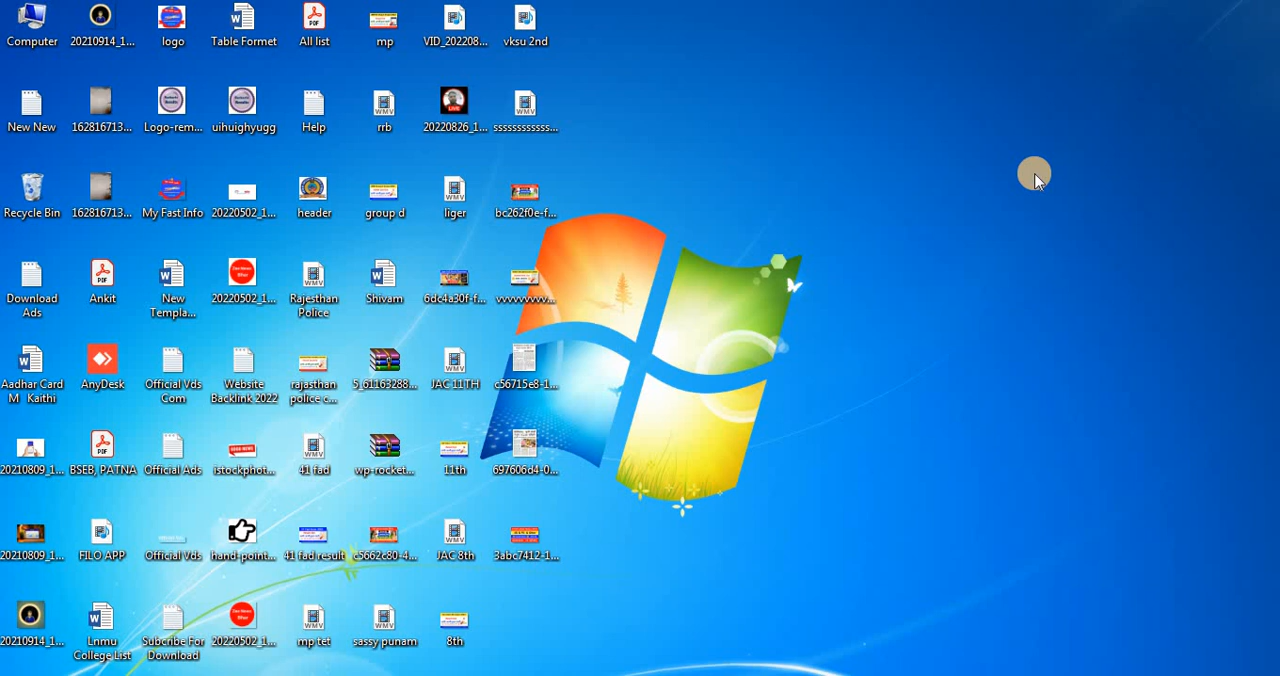 Computer
20210914_1...
logo
Table Formet
All list
mp
VID_202208...
vksu 2nd
New New
162816713...
Logo-rem...
uihuighyugg
Help
rrb
20220826_1...
sssssssssssss...
Recycle Bin
162816713...
My Fast Info
20220502_1...
header
group d
liger
bc262f0e-f...
Download
Ads
Ankit
New
Templa...
20220502_1...
Rajesthan
Police
Shivam
6dc4a30f-f...
vvvvvvvvv...
Aadhar Card
M Kaithi
AnyDesk
Official Vds
Com
Website
Backlink 2022
rajasthan
police c...
5_61163288...
JAC 11TH
c56715e8-1...
20210809_1...
BSEB, PATNA
Official Ads
istockphot...
41 fad
wp-rocket...
11th
697606d4-0...
20210809_1...
FILO APP
Official Vds
hand-point...
41 fad result
c5662c80-4...
JAC 8th
3abc7412-1...
20210914_1...
Lnmu
College List
Subcribe For
Download
20220502_1...
mp tet
sassy punam
8th